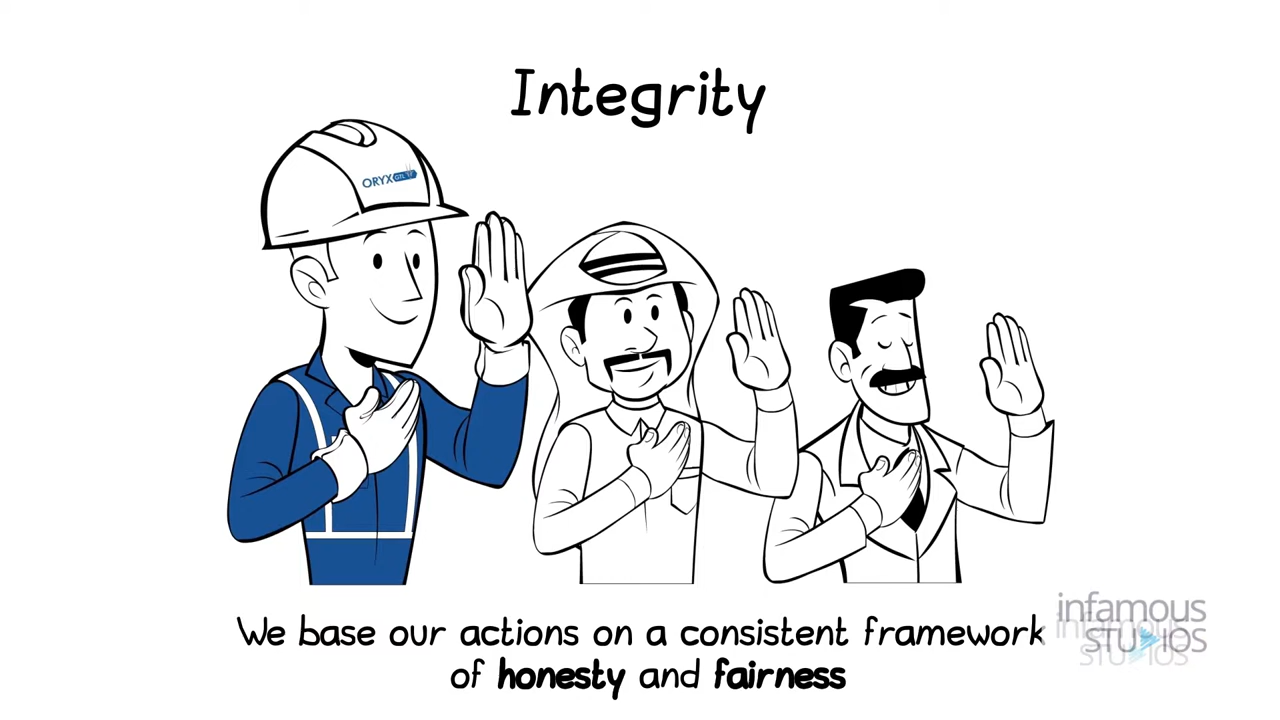 Integrity
ORYX GTL
We base our actions on a consistent framework
of honesty and fairness
infamous
STUDIOS